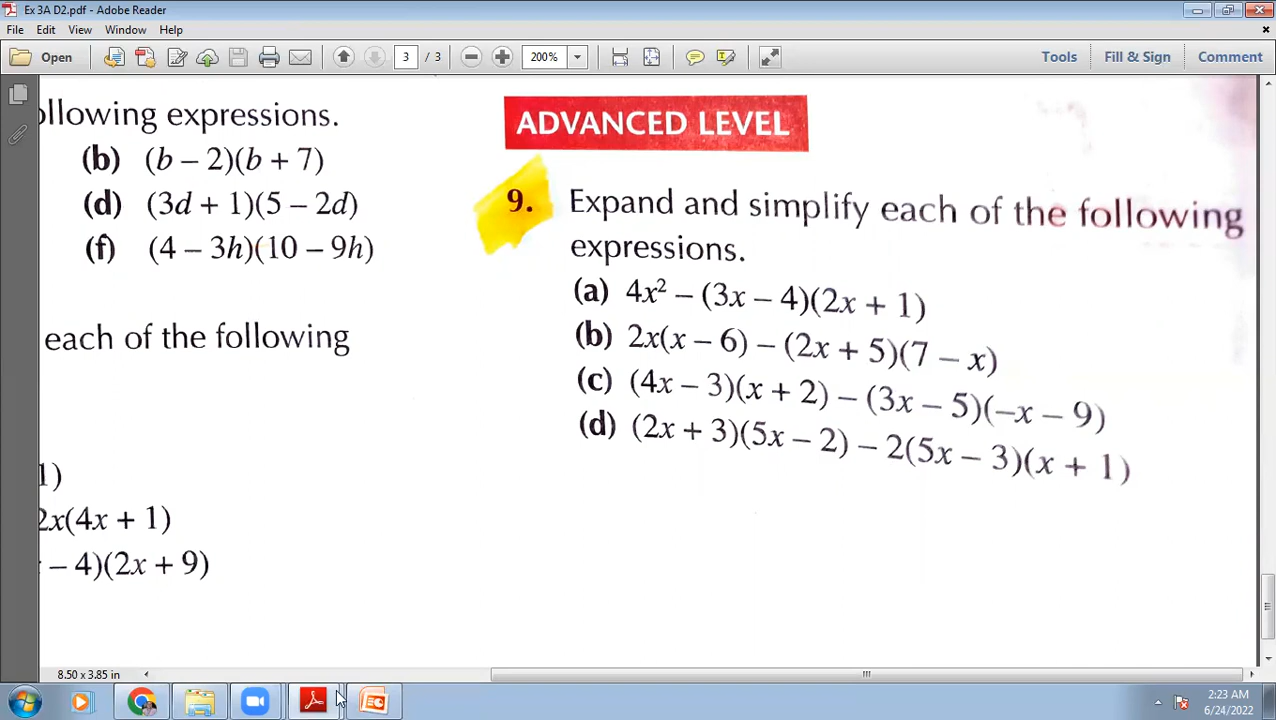 Ex 3A D2.pdf - Adobe Reader
File Edit View Window Help
Open 3 / 3 200% Tools Fill & Sign Comment
ollowing expressions.
(b) (b – 2)(b + 7)
(d) (3d + 1)(5 – 2d)
(f) (4 – 3h)(10 – 9h)
each of the following
1)
2x(4x + 1)
– 4)(2x + 9)
ADVANCED LEVEL
9. Expand and simplify each of the following
expressions.
(a) 4x² – (3x – 4)(2x + 1)
(b) 2x(x – 6) – (2x + 5)(7 – x)
(c) (4x – 3)(x + 2) – (3x – 5)(–x – 9)
(d) (2x + 3)(5x – 2) – 2(5x – 3)(x + 1)
8.50 x 3.85 in
2:23 AM
6/24/2022